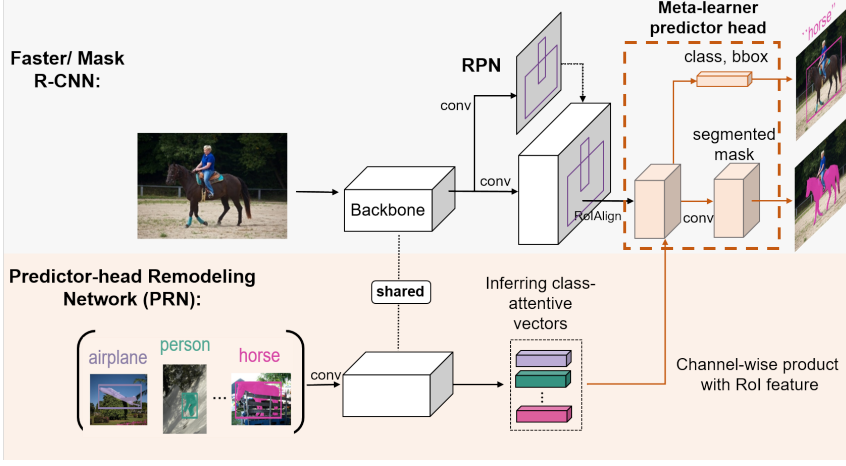 Faster/ Mask
R-CNN:
RPN
conv
conv
Backbone
RoIAlign
Meta-learner
predictor head
class, bbox
segmented
mask
conv
"horse"
Predictor-head Remodeling
Network (PRN):
shared
airplane
person
horse
...
conv
Inferring class-
attentive
vectors
Channel-wise product
with RoI feature